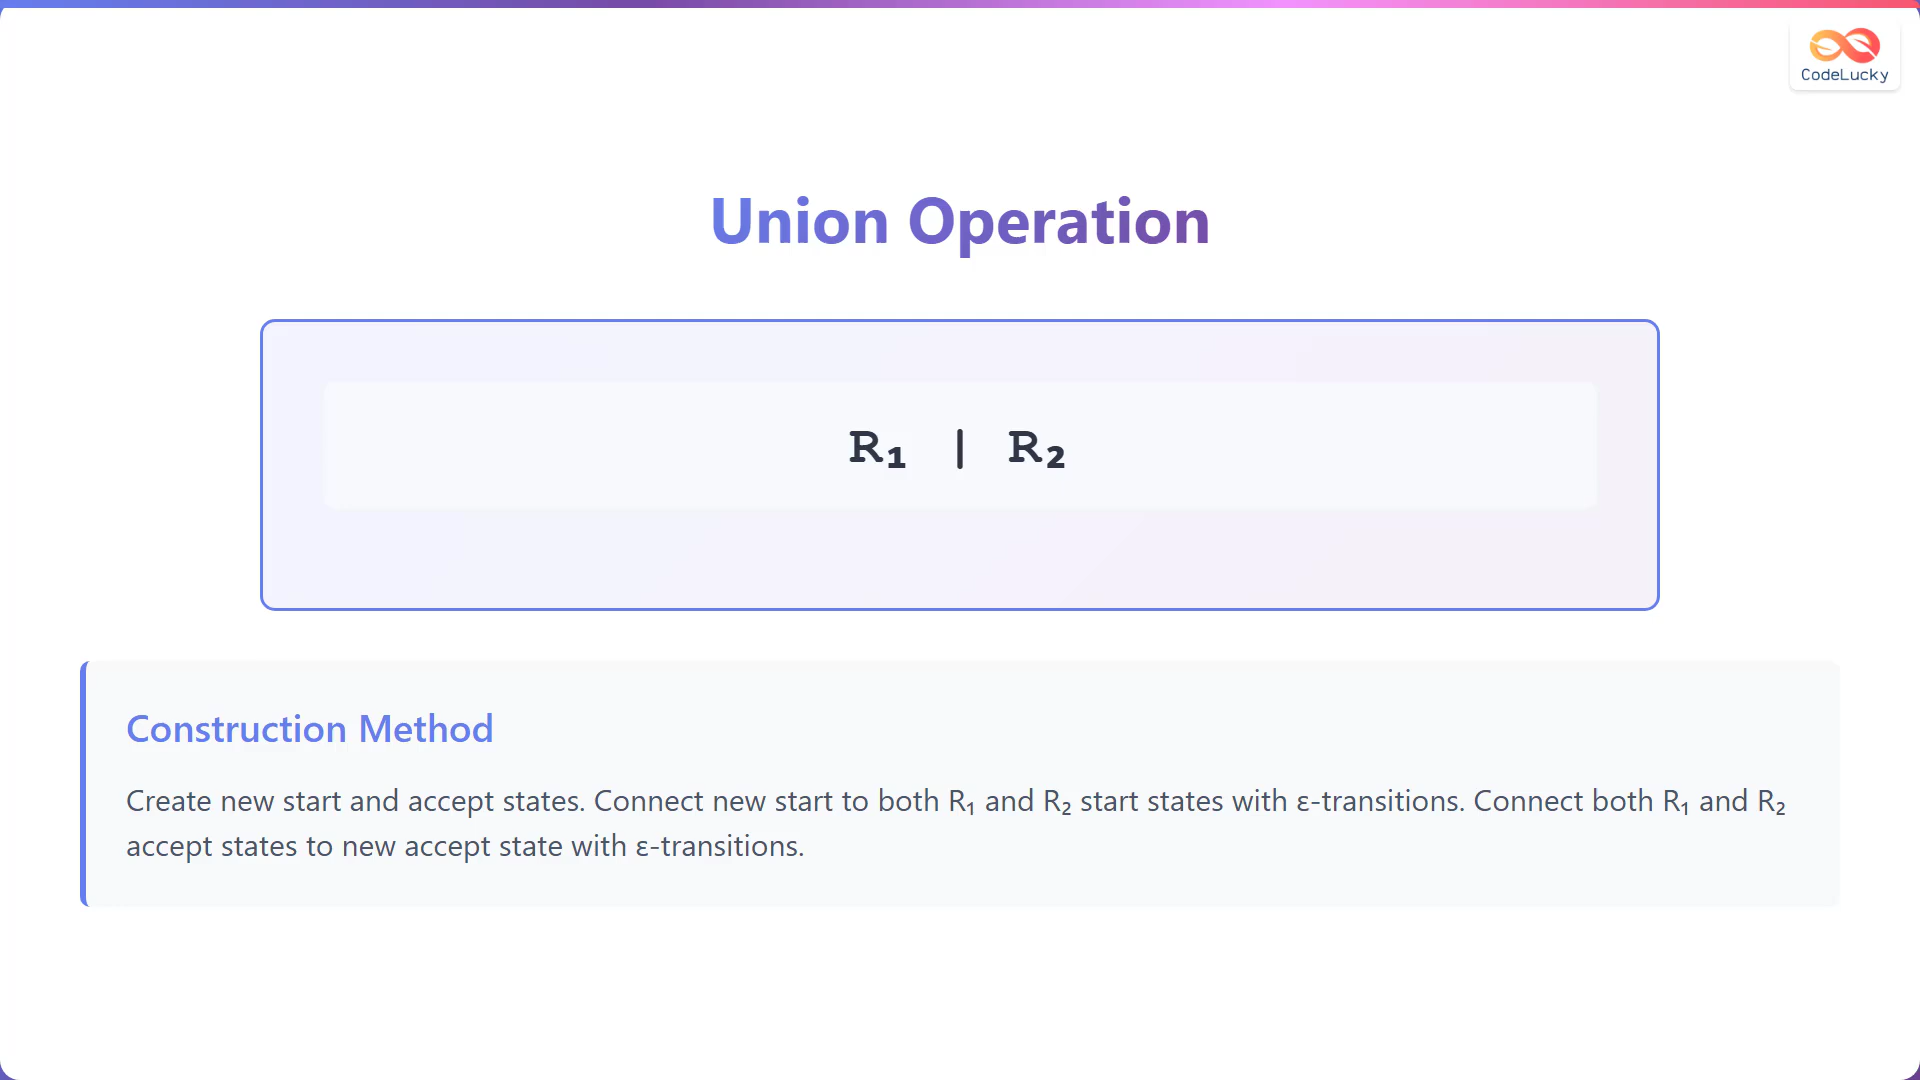 CodeLucky
Union Operation
R₁ | R₂
Construction Method
Create new start and accept states. Connect new start to both R₁ and R₂ start states with ε-transitions. Connect both R₁ and R₂
accept states to new accept state with ε-transitions.